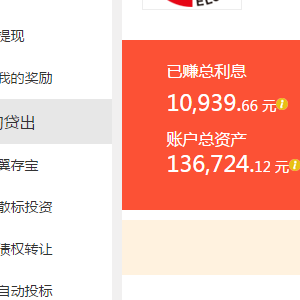 提现
我的奖励
的贷出
翼存宝
散标投资
债权转让
自动投标
已赚总利息
10,939.66 元
账户总资产
136,724.12 元